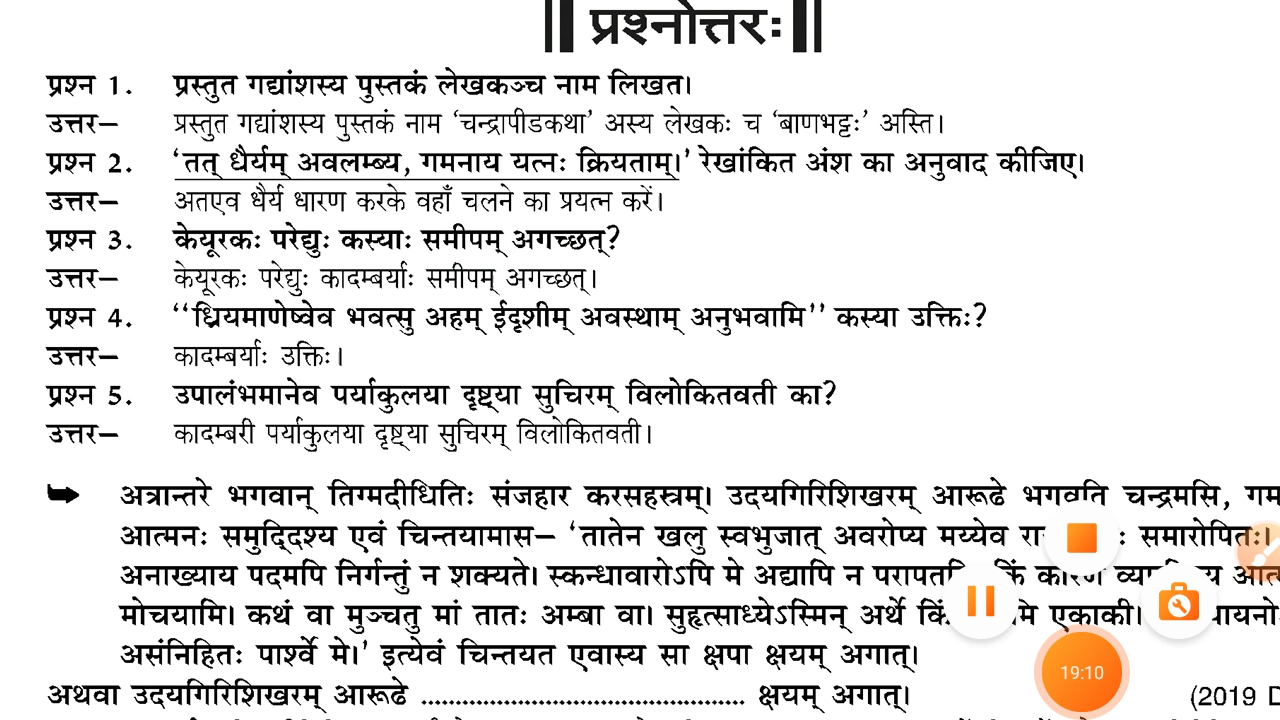 प्रश्नोत्तरः
प्रश्न 1. प्रस्तुत गद्यांशस्य पुस्तकं लेखकञ्च नाम लिखत।
उत्तर– प्रस्तुत गद्यांशस्य पुस्तकं नाम ‘चन्द्रापीडकथा’ अस्य लेखकः च ‘बाणभट्टः’ अस्ति।
प्रश्न 2. ‘तत् धैर्यम् अवलम्ब्य, गमनाय यत्नः क्रियताम्।’ रेखांकित अंश का अनुवाद कीजिए।
उत्तर– अतएव धैर्य धारण करके वहाँ चलने का प्रयत्न करें।
प्रश्न 3. केयूरकः परेद्युः कस्याः समीपम् अगच्छत्?
उत्तर– केयूरकः परेद्युः कादम्बर्याः समीपम् अगच्छत्।
प्रश्न 4. ‘‘ध्रियमाणेष्वेव भवत्सु अहम् ईदृशीम् अवस्थाम् अनुभवामि’’ कस्या उक्तिः?
उत्तर– कादम्बर्याः उक्तिः।
प्रश्न 5. उपालंभमानेव पर्याकुलया दृष्ट्या सुचिरम् विलोकितवती का?
उत्तर– कादम्बरी पर्याकुलया दृष्ट्या सुचिरम् विलोकितवती।
अत्रान्तरे भगवान् तिग्मदीधितिः संजहार करसहस्त्रम्। उदयगिरिशिखरम् आरूढे भगवति चन्द्रमसि,
आत्मनः समुद्दिश्य एवं चिन्तयामास– ‘तातेन खलु स्वभुजात् अवरोप्य मय्येव समारोपितः।
अनाख्याय पदमपि निर्गन्तुं न शक्यते। स्कन्धावारोऽपि मे अद्यापि न
मोचयामि। कथं वा मुञ्चतु मां तातः अम्बा वा। सुहृत्साध्येऽस्मिन् अर्थे एकाकी।
असंनिहितः पार्श्वे मे।’ इत्येवं चिन्तयत एवास्य सा क्षपा क्षयम् अगात्।
अथवा उदयगिरिशिखरम् आरूढे ................................................ क्षयम् अगात्। (2019
19:10